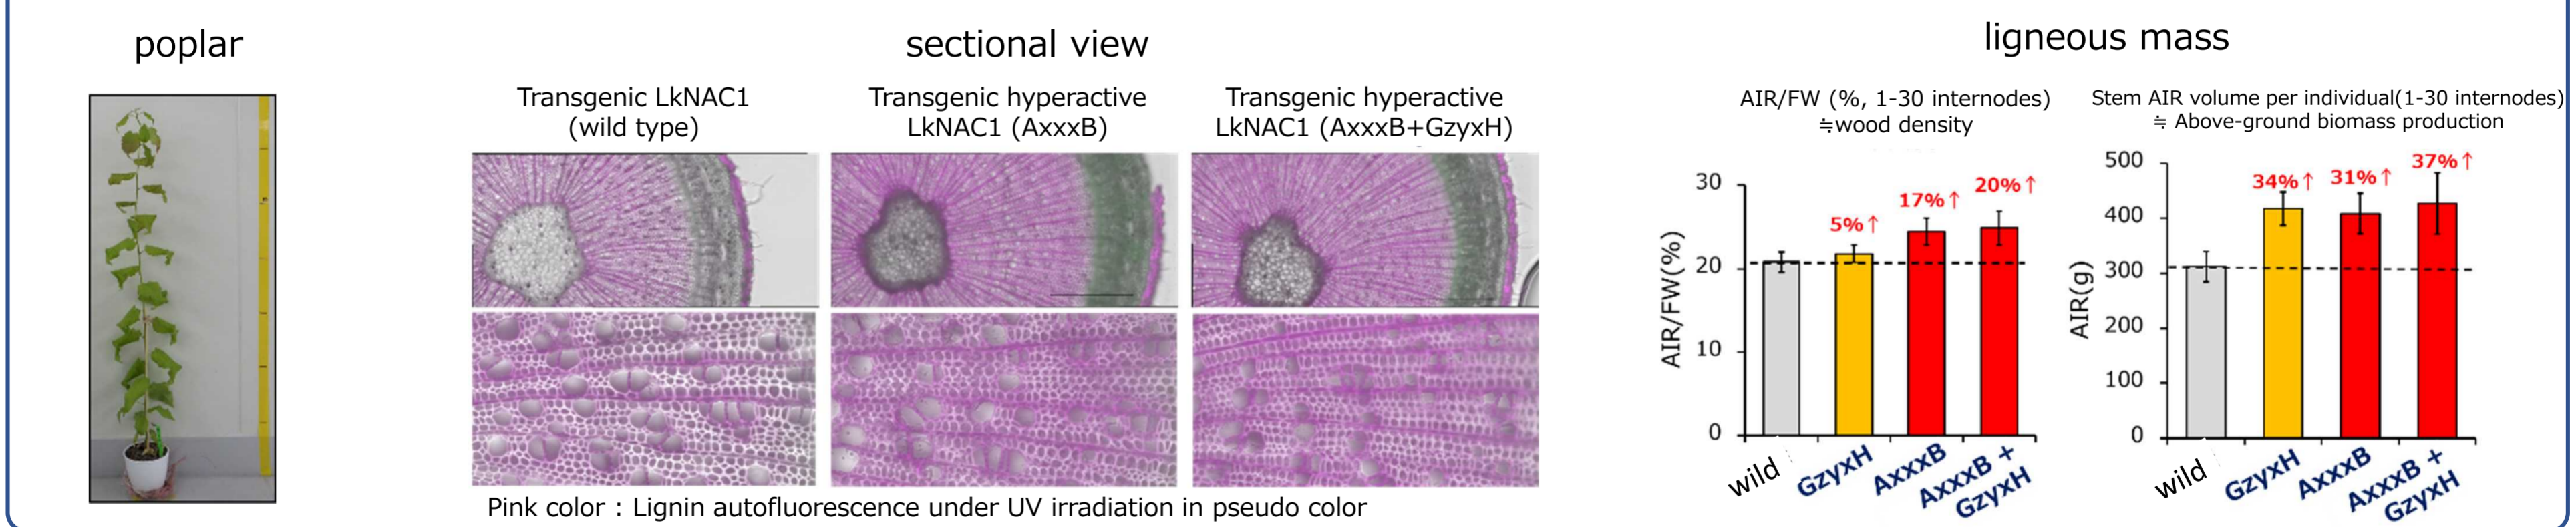 poplar
sectional view
Transgenic LkNAC1
(wild type)
Transgenic hyperactive
LkNAC1 (AxxxB)
Transgenic hyperactive
LkNAC1 (AxxxB+GzyxH)
Pink color : Lignin autofluorescence under UV irradiation in pseudo color
ligneous mass
AIR/FW (%, 1-30 internodes)
≒wood density
AIR/FW(%)
30
20
10
0
5%↑
17%↑
20%↑
wild
GzyxH
AxxxB
AxxxB +
GzyxH
Stem AIR volume per individual(1-30 internodes)
≒ Above-ground biomass production
AIR(g)
500
400
300
200
100
0
34%↑
31%↑
37%↑
wild
GzyxH
AxxxB
AxxxB +
GzyxH